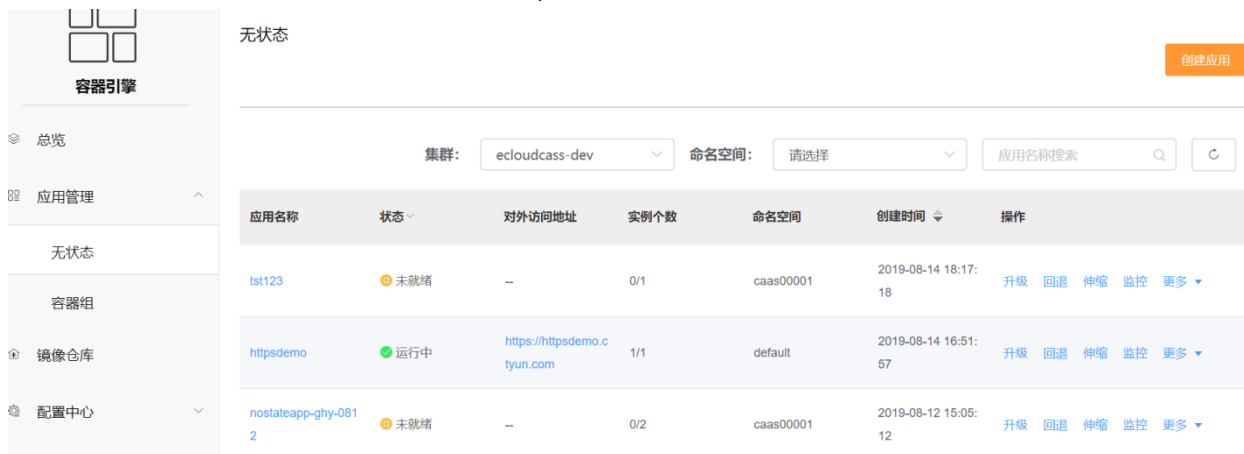 无状态
创建应用
容器引擎
总览
应用管理
无状态
容器组
镜像仓库
配置中心
集群： ecloudcass-dev 命名空间： 请选择 应用名称搜索
应用名称 状态 对外访问地址 实例个数 命名空间 创建时间 操作
tst123 未就绪 -- 0/1 caas00001 2019-08-14 18:17:
18 升级 回退 伸缩 监控 更多
httpsdemo 运行中 https://httpsdemo.c
tyun.com 1/1 default 2019-08-14 16:51:
57 升级 回退 伸缩 监控 更多
nostateapp-ghy-081
2 未就绪 -- 0/2 caas00001 2019-08-12 15:05:
12 升级 回退 伸缩 监控 更多